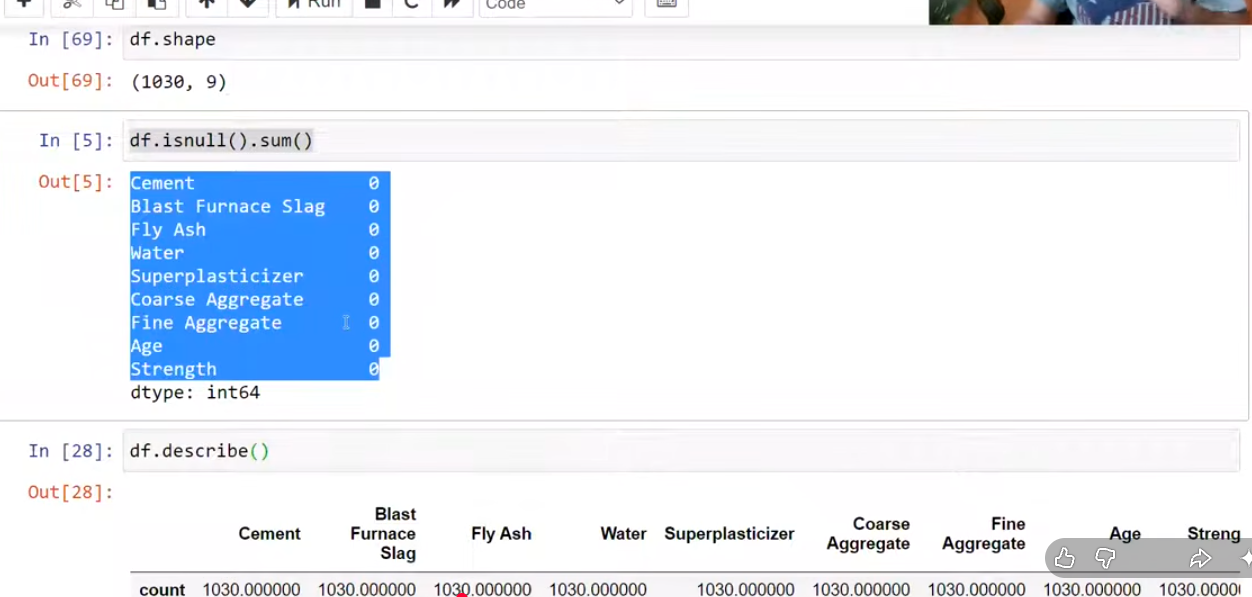 Run
Code
In [69]: df.shape
Out[69]: (1030, 9)
In [5]: df.isnull().sum()
Out[5]:
Cement 0
Blast Furnace Slag 0
Fly Ash 0
Water 0
Superplasticizer 0
Coarse Aggregate 0
Fine Aggregate 0
Age 0
Strength 0
dtype: int64
In [28]: df.describe()
Out[28]:
Cement Blast Furnace Slag Fly Ash Water Superplasticizer Coarse Aggregate Fine Aggregate Age Streng
count 1030.000000 1030.000000 1030.000000 1030.000000 1030.000000 1030.000000 1030.000000 1030.000000 1030.00000